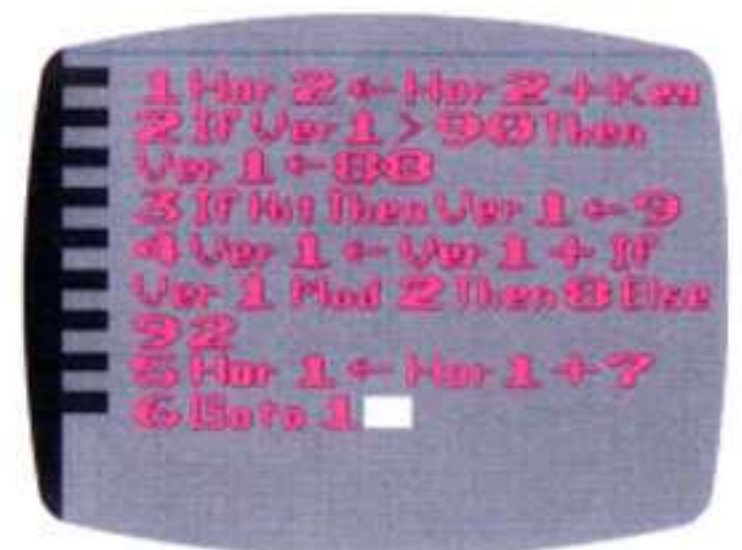 1 Hor 2 ← Hor 2 + Key
2 If Ver 1 > 90 Then
Ver 1 ← 88
3 If Hit Then Ver 1 ← 9
4 Ver 1 ← Ver 1 + If
Ver 1 Mod 2 Then 8 Else
92
5 Hor 1 ← Hor 1 + 7
6 Goto 1